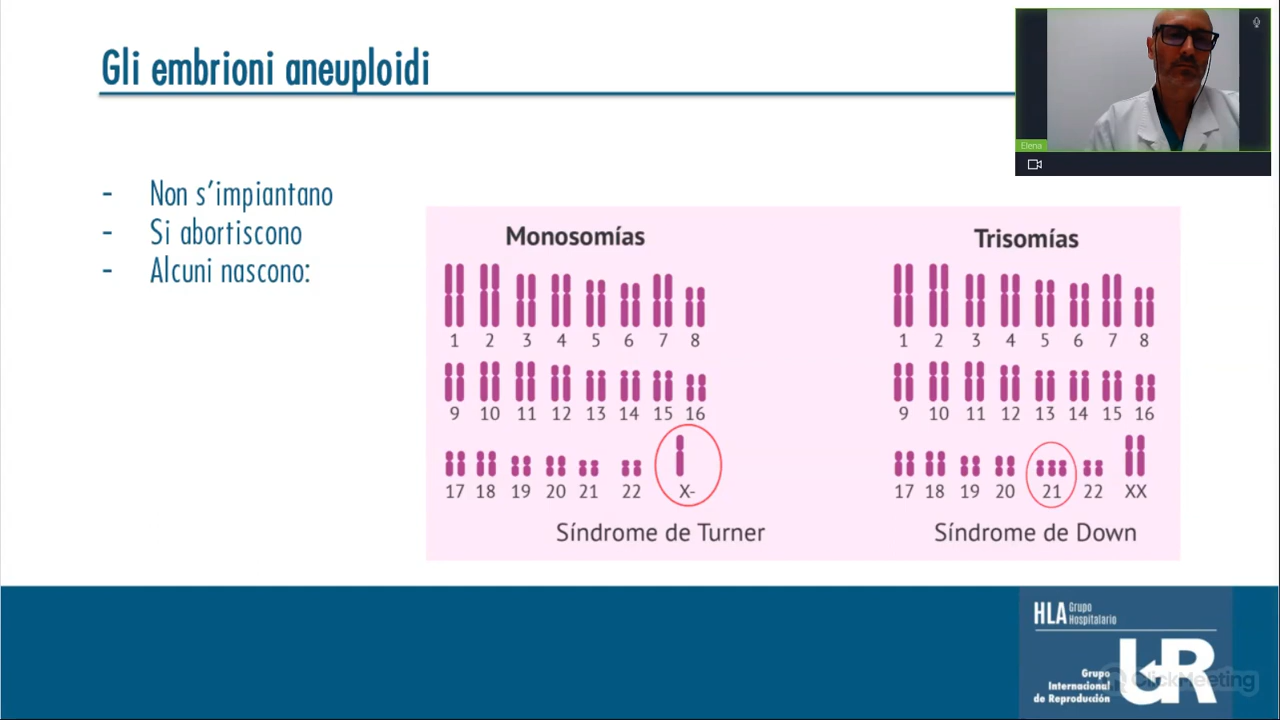 Gli embrioni aneuploidi
Elena
- Non s'impiantano
- Si abortiscono
- Alcuni nascono:
Monosomías
1 2 3 4 5 6 7 8
9 10 11 12 13 14 15 16
17 18 19 20 21 22 X-
Síndrome de Turner
Trisomías
1 2 3 4 5 6 7 8
9 10 11 12 13 14 15 16
17 18 19 20 21 22 XX
Síndrome de Down
HLA Grupo
Hospitalario
UR
Grupo
Internacional
de Reproducción
ClickMeeting